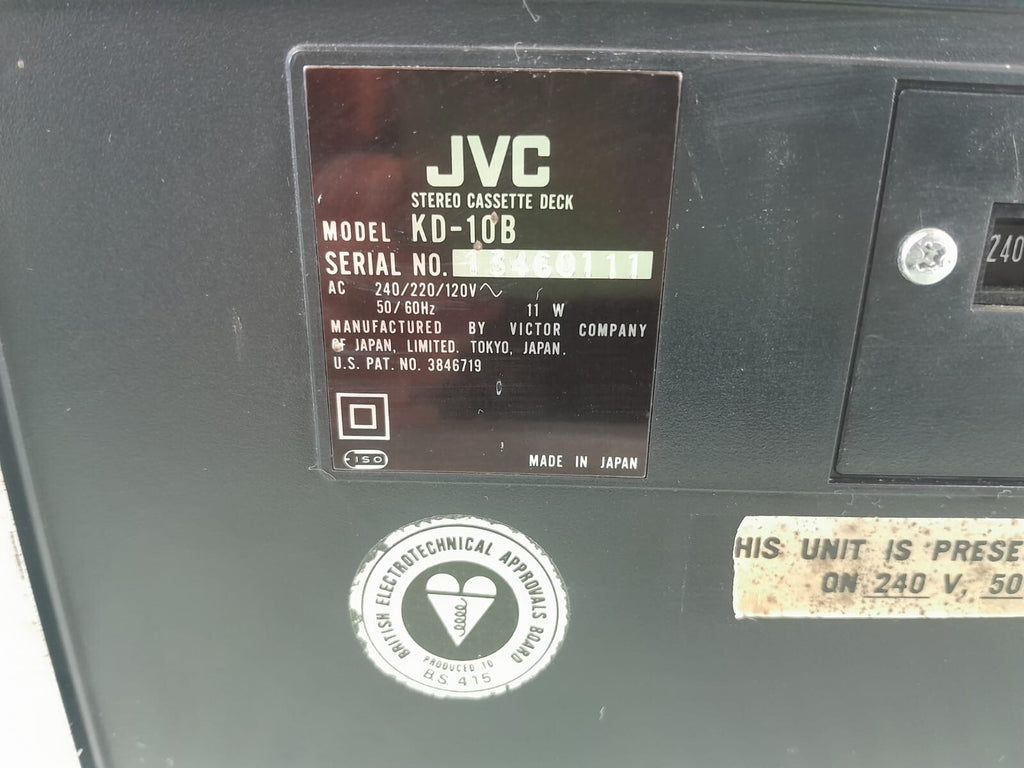 JVC
STEREO CASSETTE DECK
MODEL KD-10B
SERIAL NO. 13460111
AC 240/220/120V~
50/60Hz 11 W
MANUFACTURED BY VICTOR COMPANY
OF JAPAN, LIMITED. TOKYO, JAPAN.
U.S. PAT. NO. 3846719
ISO
MADE IN JAPAN
240
HIS UNIT IS PRESE
ON 240 V, 50
BRITISH ELECTROTECHNICAL APPROVALS BOARD
PRODUCED TO
B.S. 415